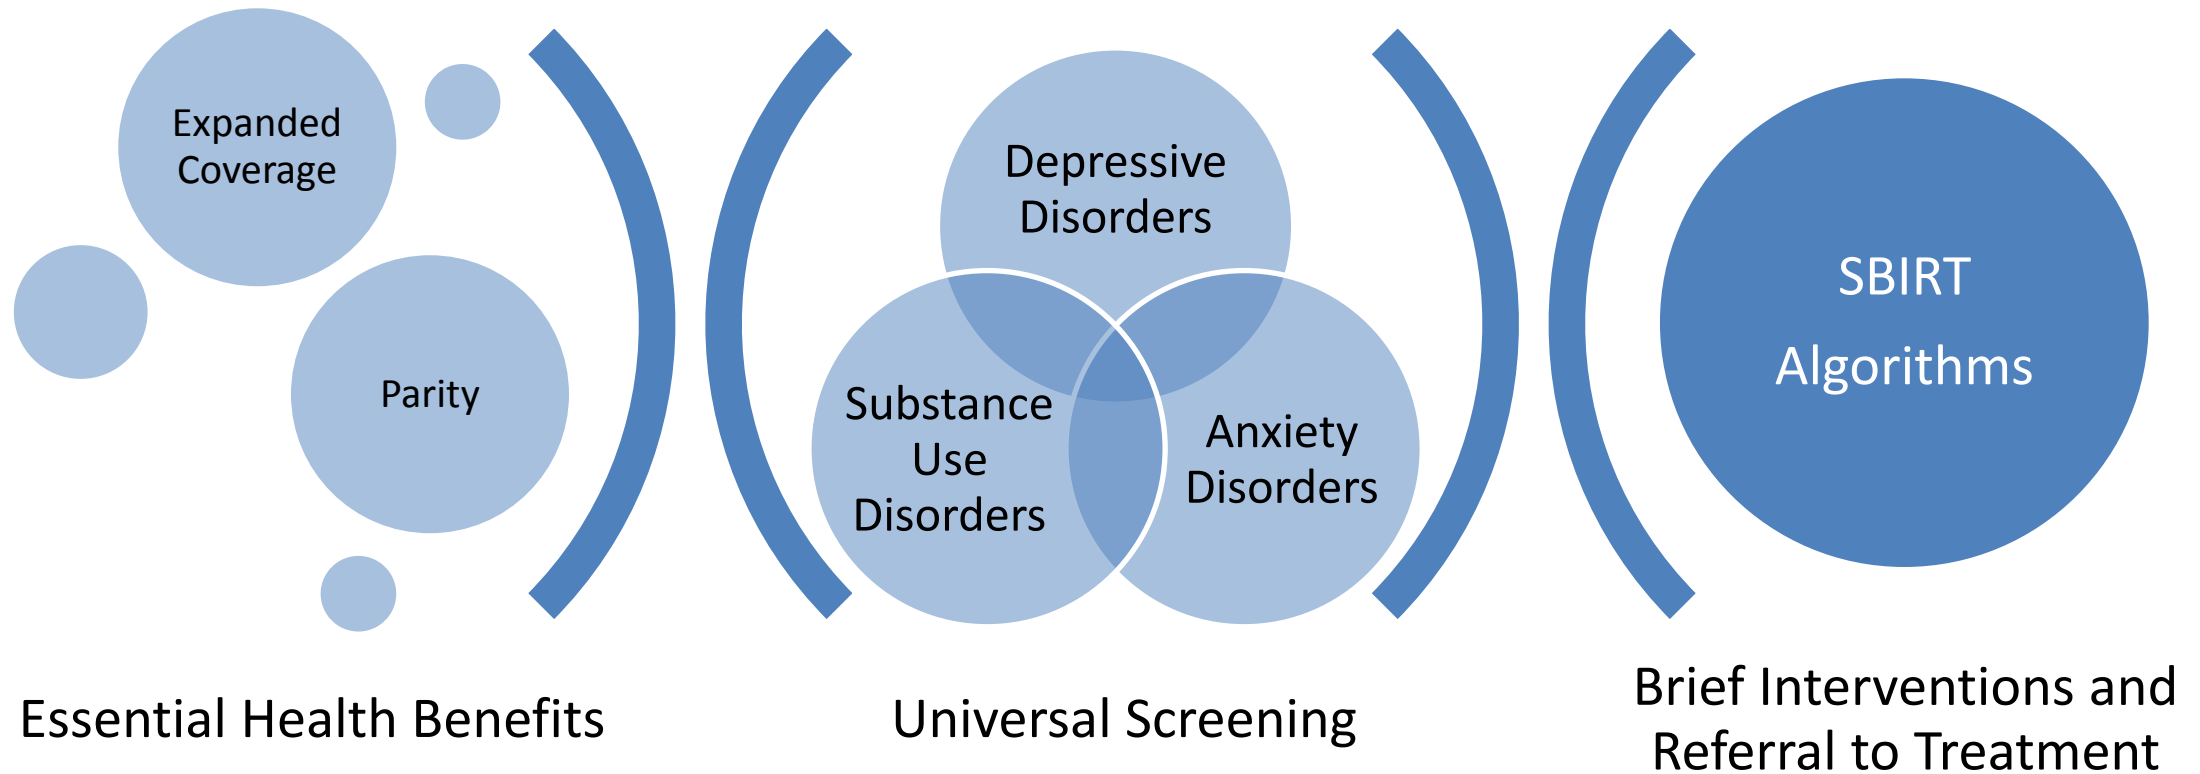 Expanded
Coverage
Parity
Essential Health Benefits
Depressive
Disorders
Substance
Use
Disorders
Anxiety
Disorders
Universal Screening
SBIRT
Algorithms
Brief Interventions and
Referral to Treatment